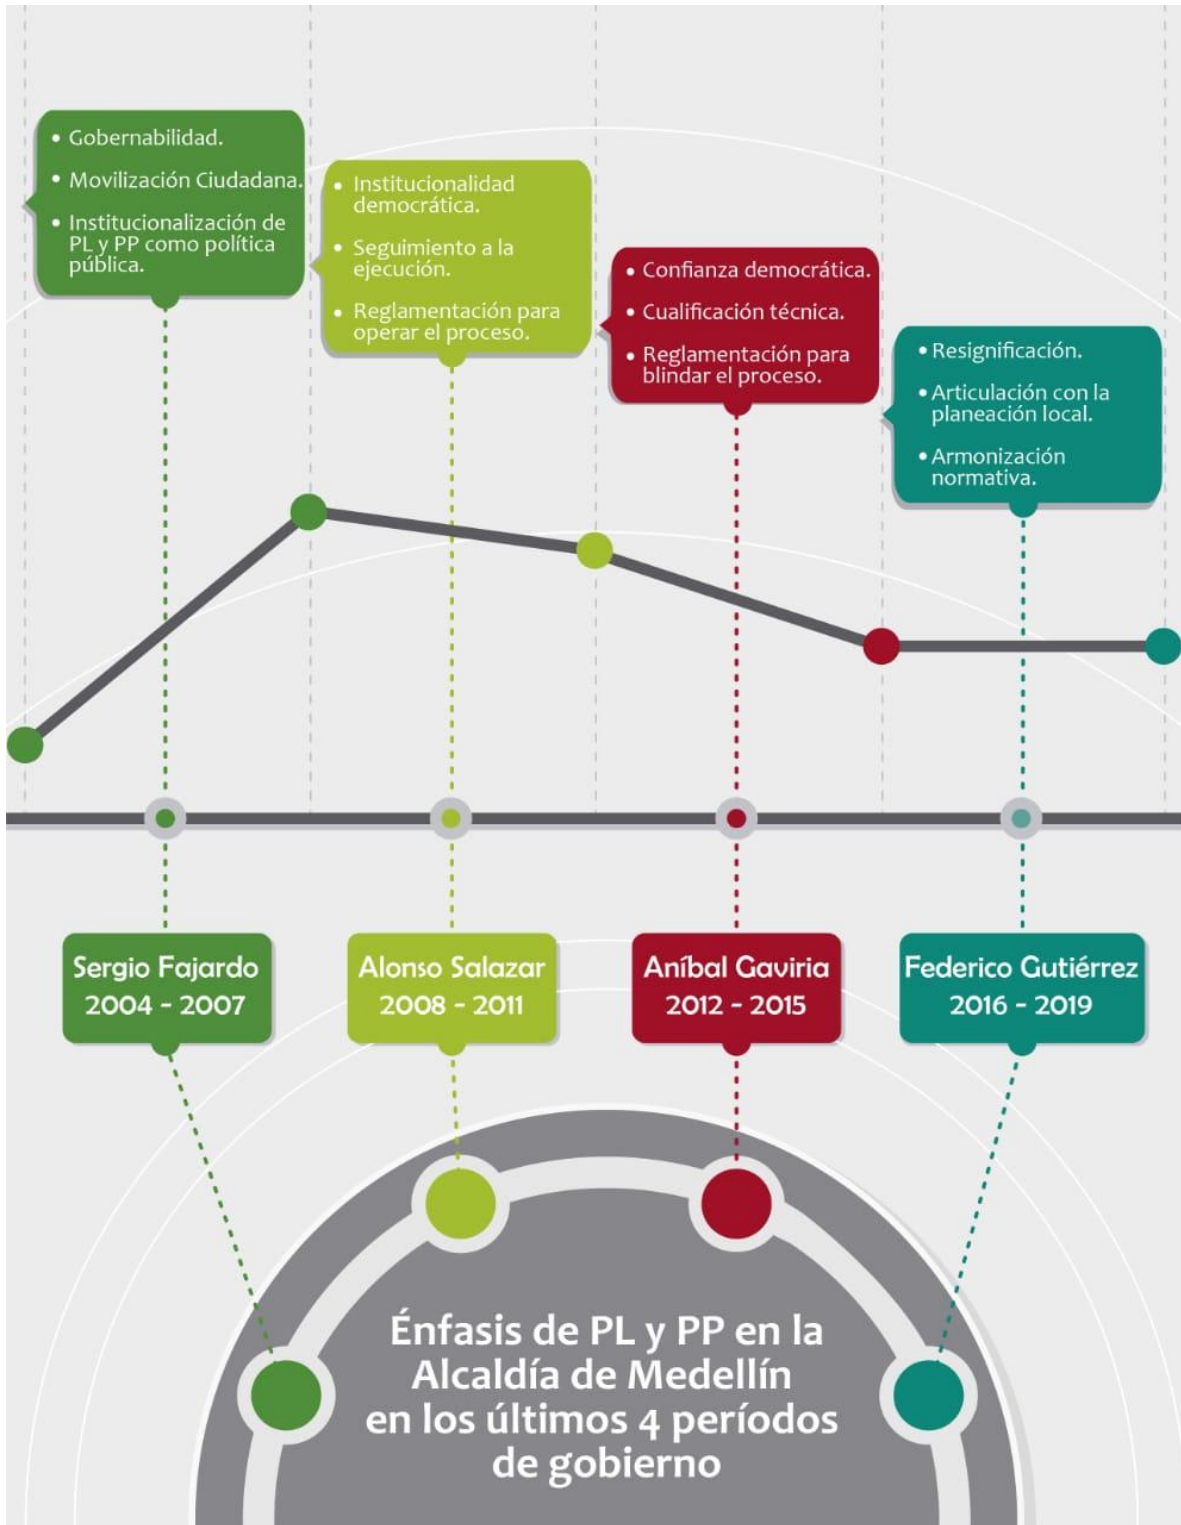 • Gobernabilidad.
• Movilización Ciudadana.
• Institucionalización de
PL y PP como política
pública.
• Institucionalidad
democrática.
• Seguimiento a la
ejecución.
• Reglamentación para
operar el proceso.
• Confianza democrática.
• Cualificación técnica.
• Reglamentación para
blindar el proceso.
• Resignificación.
• Articulación con la
planeación local.
• Armonización
normativa.
Sergio Fajardo
2004 - 2007
Alonso Salazar
2008 - 2011
Aníbal Gaviria
2012 - 2015
Federico Gutiérrez
2016 - 2019
Énfasis de PL y PP en la
Alcaldía de Medellín
en los últimos 4 períodos
de gobierno